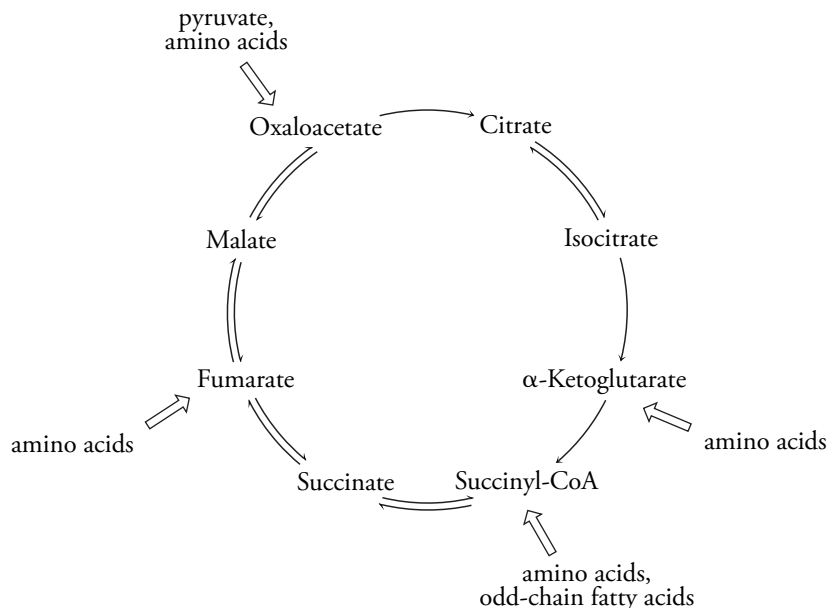 pyruvate,
amino acids
Oxaloacetate
Citrate
Malate
Isocitrate
Fumarate
α-Ketoglutarate
amino acids
amino acids
Succinate
Succinyl-CoA
amino acids,
odd-chain fatty acids